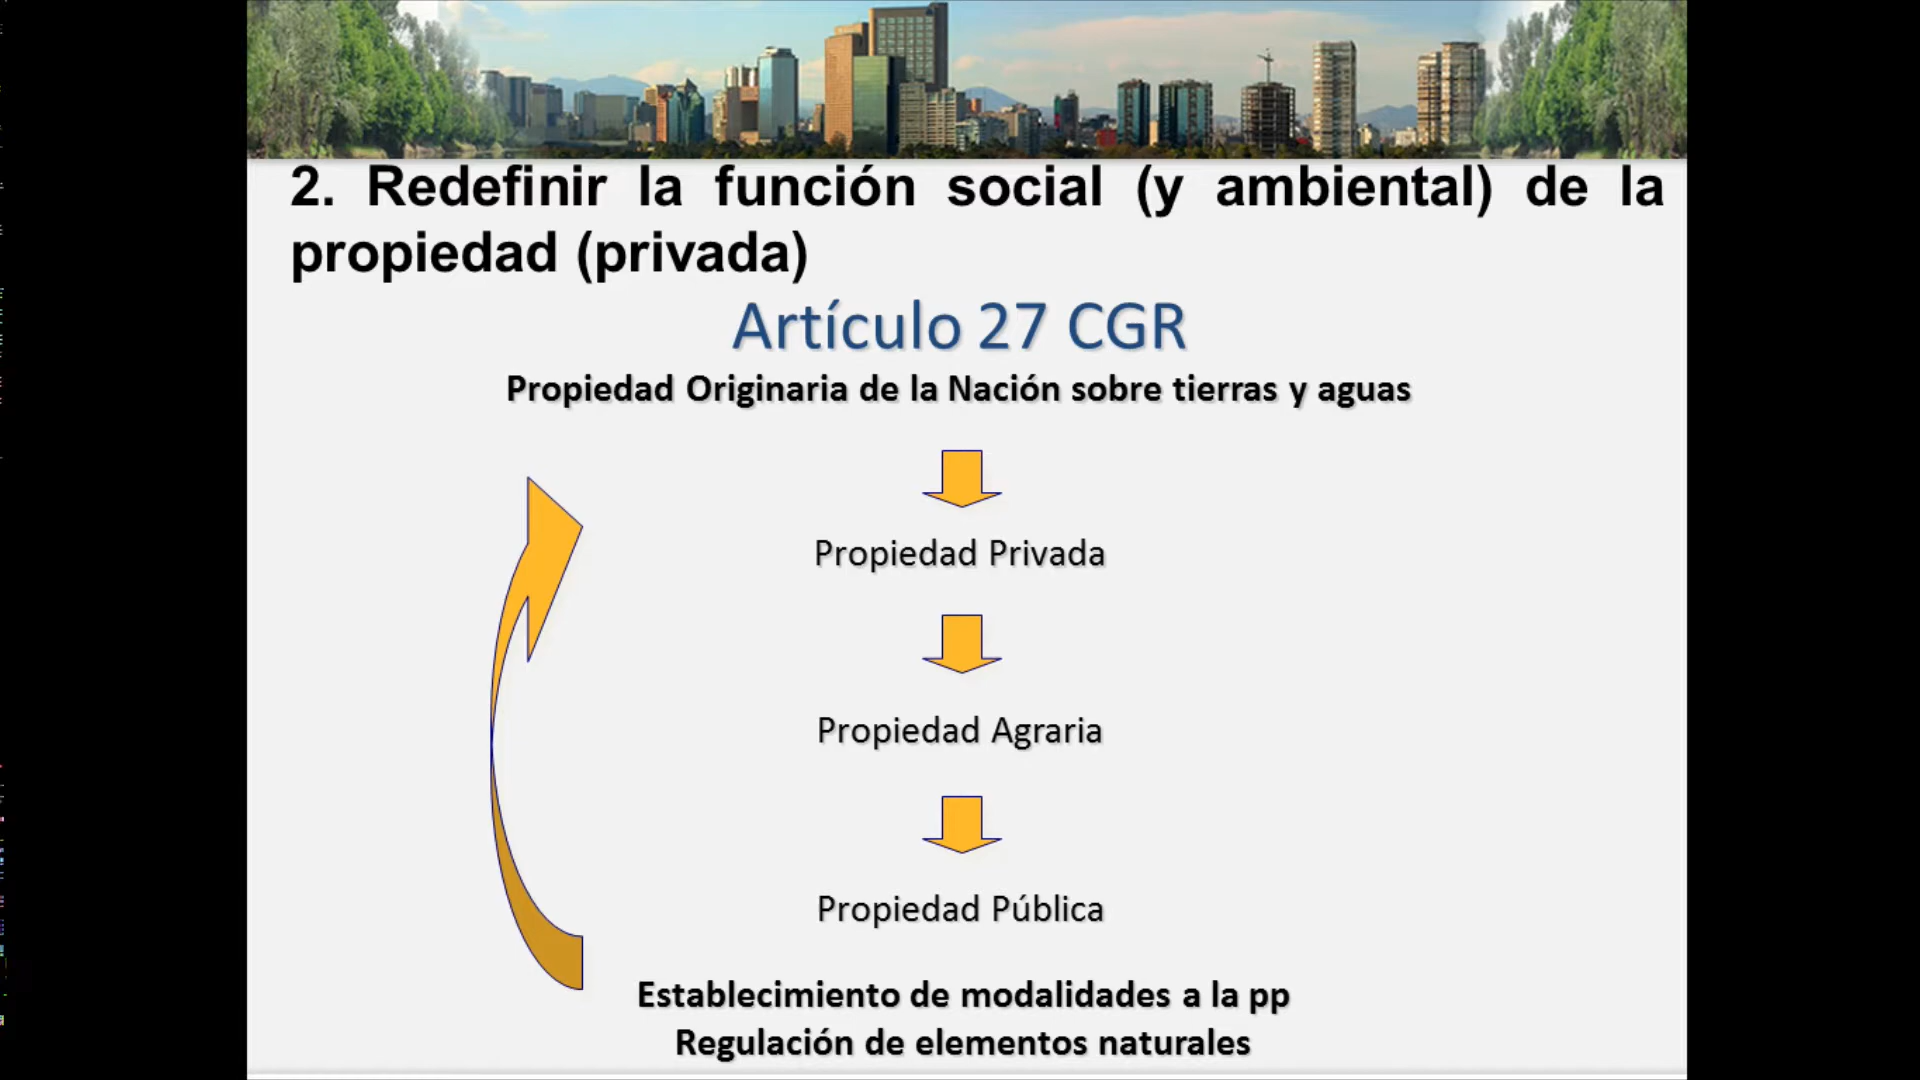 2. Redefinir la función social (y ambiental) de la
propiedad (privada)
Artículo 27 CGR
Propiedad Originaria de la Nación sobre tierras y aguas
Propiedad Privada
Propiedad Agraria
Propiedad Pública
Establecimiento de modalidades a la pp
Regulación de elementos naturales